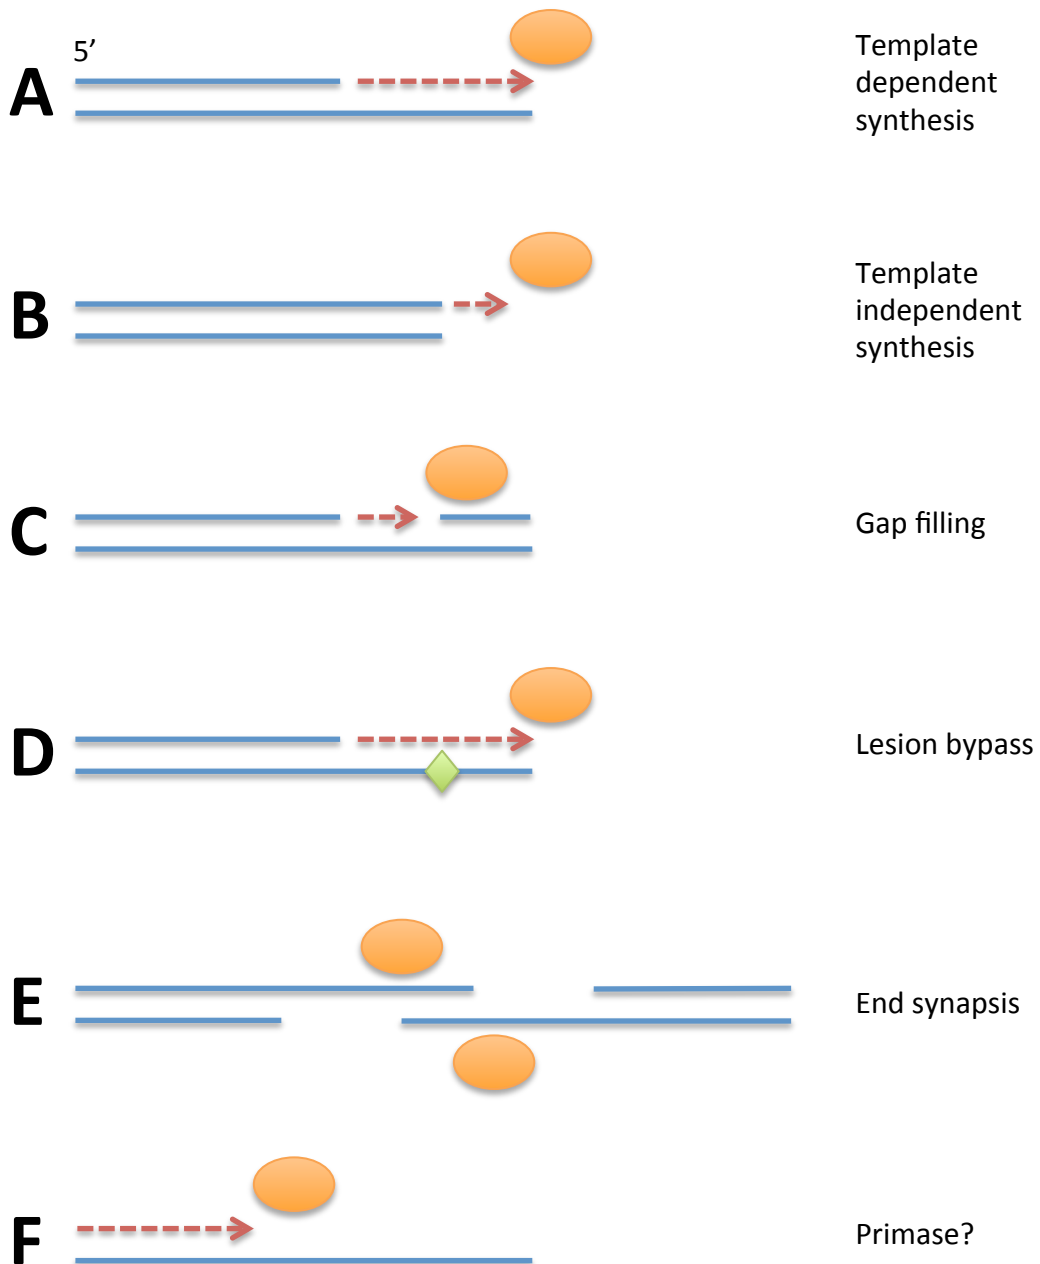 5’
A
Template
dependent
synthesis
B
Template
independent
synthesis
C
Gap filling
D
Lesion bypass
E
End synapsis
F
Primase?